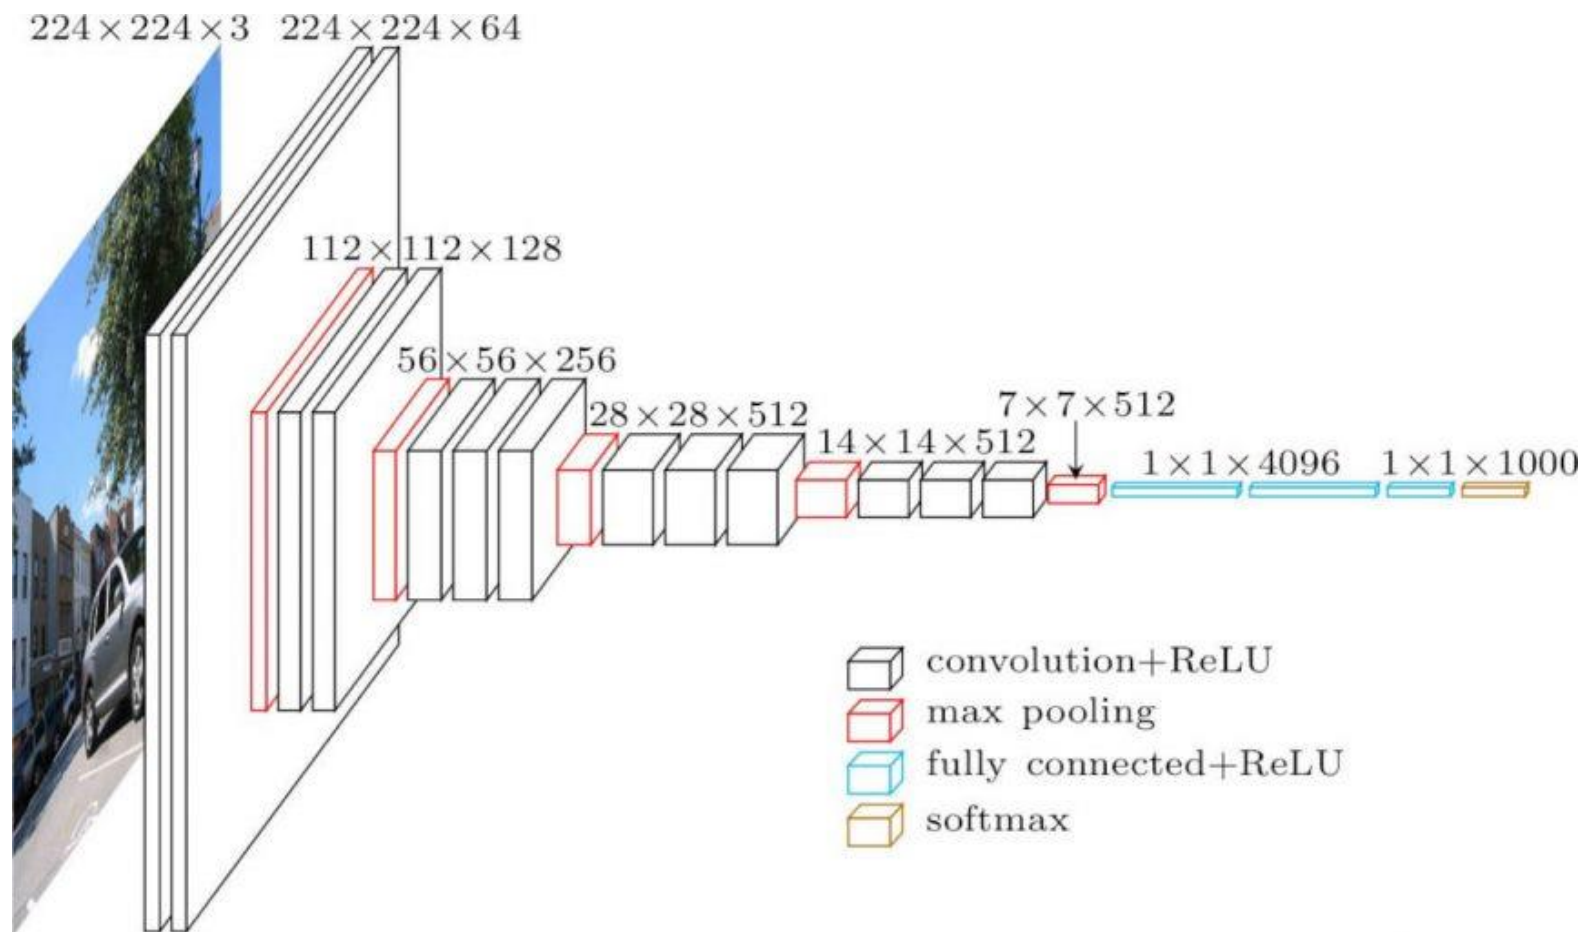 224×224×3
224×224×64
112×112×128
56×56×256
28×28×512
14×14×512
7×7×512
1×1×4096
1×1×1000
convolution+ReLU
max pooling
fully connected+ReLU
softmax